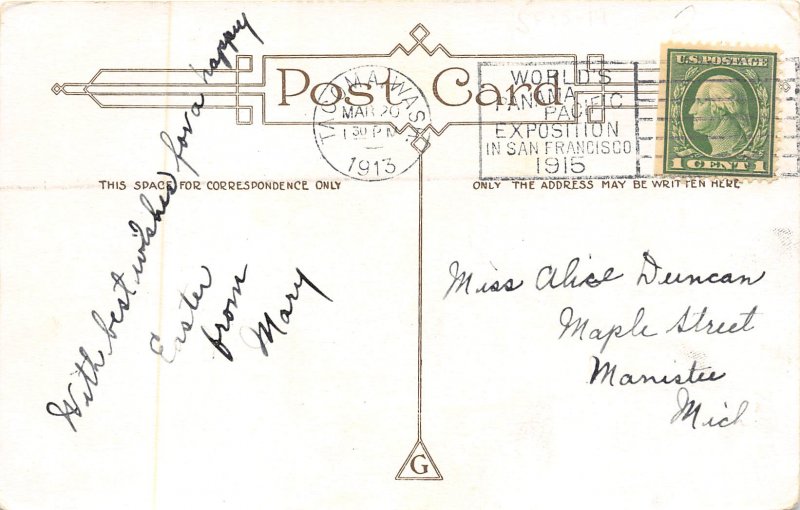 Post Card
TACOMA, WASH.
MAR 20
1 30 P M
1913
WORLD'S
PANAMA
PACIFIC
EXPOSITION
IN SAN FRANCISCO
1915
U.S. POSTAGE
1 CENT 1
THIS SPACE FOR CORRESPONDENCE ONLY
ONLY THE ADDRESS MAY BE WRITTEN HERE
With best wishes for a happy
Easter
from
Mary
Miss Alice Duncan
Maple Street
Manistee
Mich
G